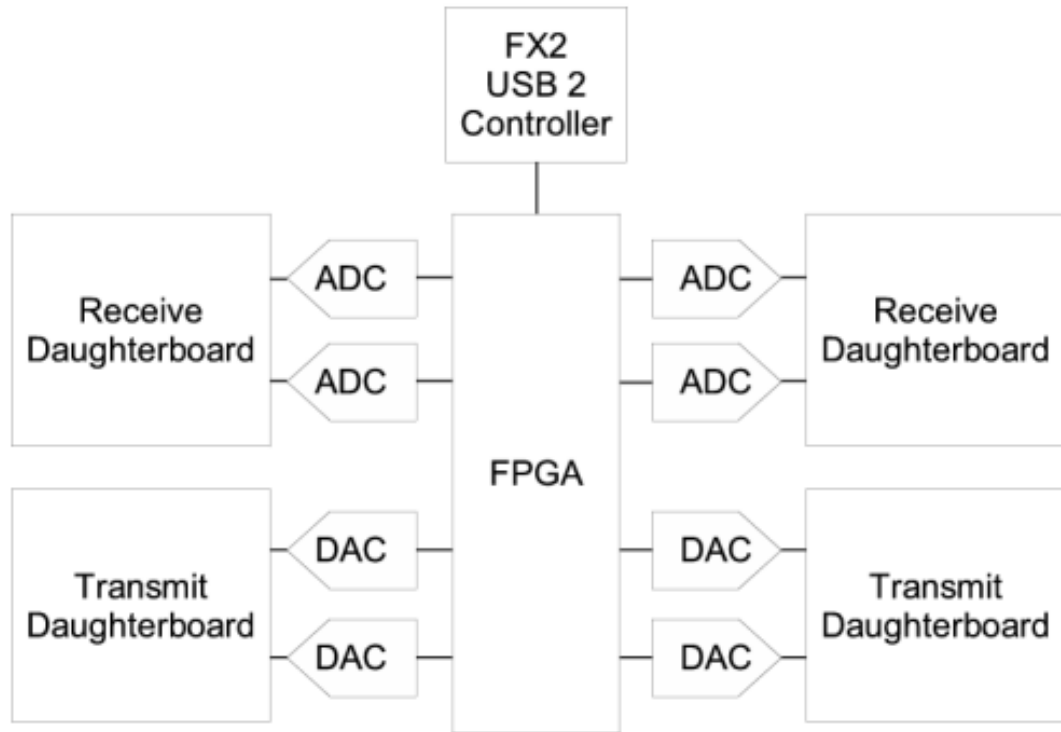 FX2
USB 2
Controller
ADC
ADC
Receive
Daughterboard
ADC
ADC
Receive
Daughterboard
FPGA
DAC
DAC
Transmit
Daughterboard
DAC
DAC
Transmit
Daughterboard